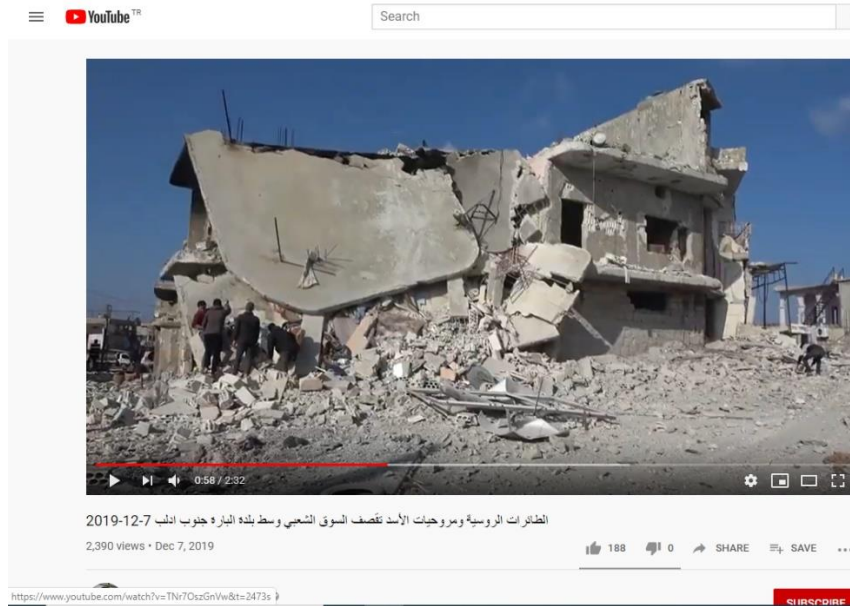 YouTube TR
Search
0:58 / 2:32
الطائرات الروسية ومروحيات الأسد تقصف السوق الشعبي وسط بلدة البارة جنوب ادلب 7-12-2019
2,390 views • Dec 7, 2019
188 0 SHARE SAVE ...
https://www.youtube.com/watch?v=TNr7OszGnVw&t=2473s
SUBSCRIBE